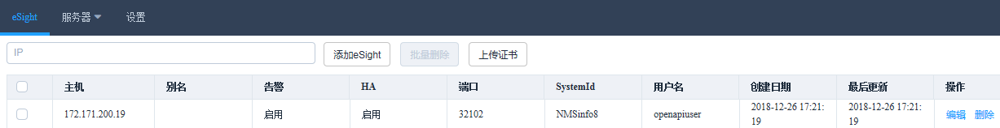 eSight 服务器 设置
IP 添加eSight 批量删除 上传证书
主机 别名 告警 HA 端口 SystemId 用户名 创建日期 最后更新 操作
172.171.200.19 启用 启用 32102 NMSinfo8 openapiuser 2018-12-26 17:21:19 2018-12-26 17:21:19 编辑 删除